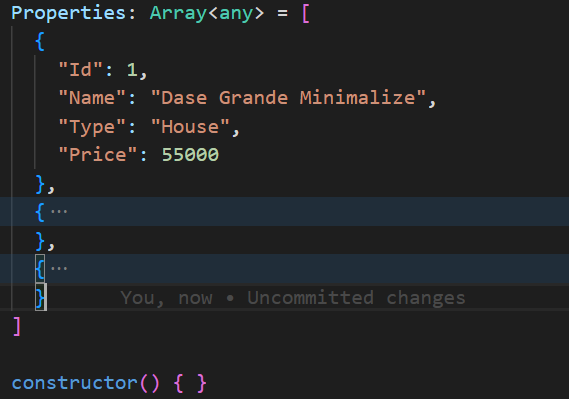 Properties: Array<any> = [
{
"Id": 1,
"Name": "Dase Grande Minimalize",
"Type": "House",
"Price": 55000
},
{ ···
},
{ ···
} You, now • Uncommitted changes
]
constructor() { }